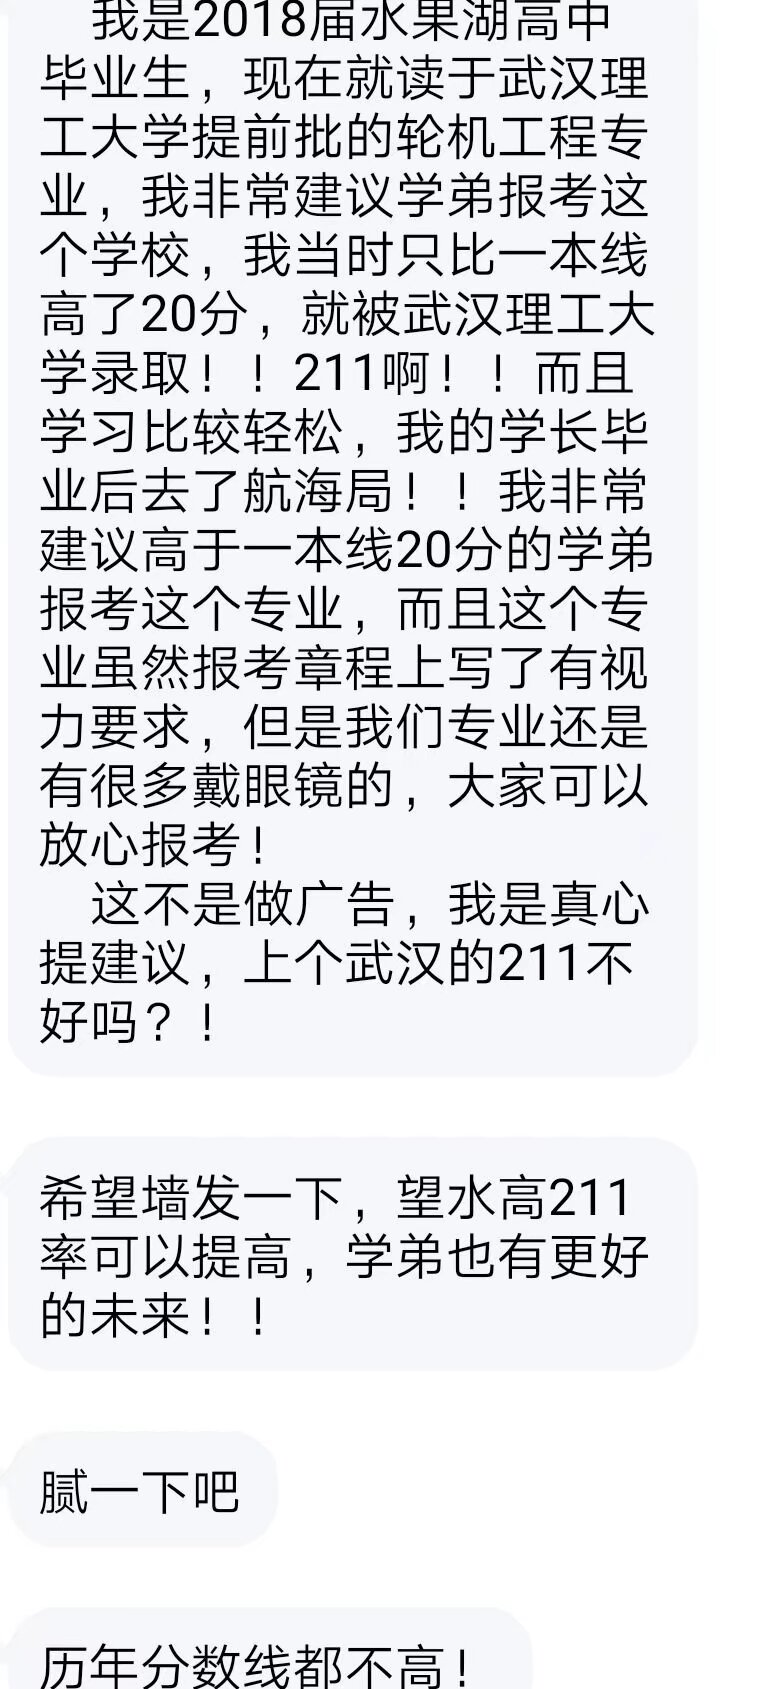 我是2018届水果湖高中
毕业生，现在就读于武汉理
工大学提前批的轮机工程专
业，我非常建议学弟报考这
个学校，我当时只比一本线
高了20分，就被武汉理工大
学录取！！211啊！！而且
学习比较轻松，我的学长毕
业后去了航海局！！我非常
建议高于一本线20分的学弟
报考这个专业，而且这个专
业虽然报考章程上写了有视
力要求，但是我们专业还是
有很多戴眼镜的，大家可以
放心报考！
这不是做广告，我是真心
提建议，上个武汉的211不
好吗？！
希望墙发一下，望水高211
率可以提高，学弟也有更好
的未来！！
腻一下吧
历年分数线都不高！